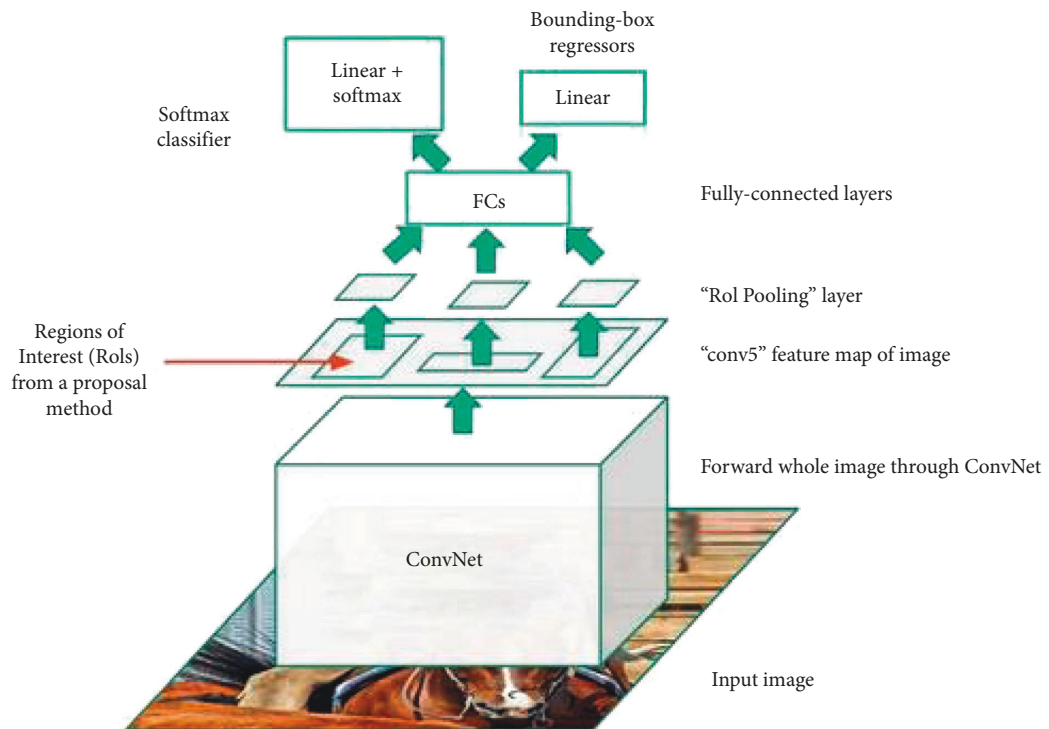 Bounding-box
regressors
Linear +
softmax
Linear
Softmax
classifier
FCs
Fully-connected layers
“RoI Pooling” layer
Regions of
Interest (RoIs)
from a proposal
method
“conv5” feature map of image
Forward whole image through ConvNet
ConvNet
Input image